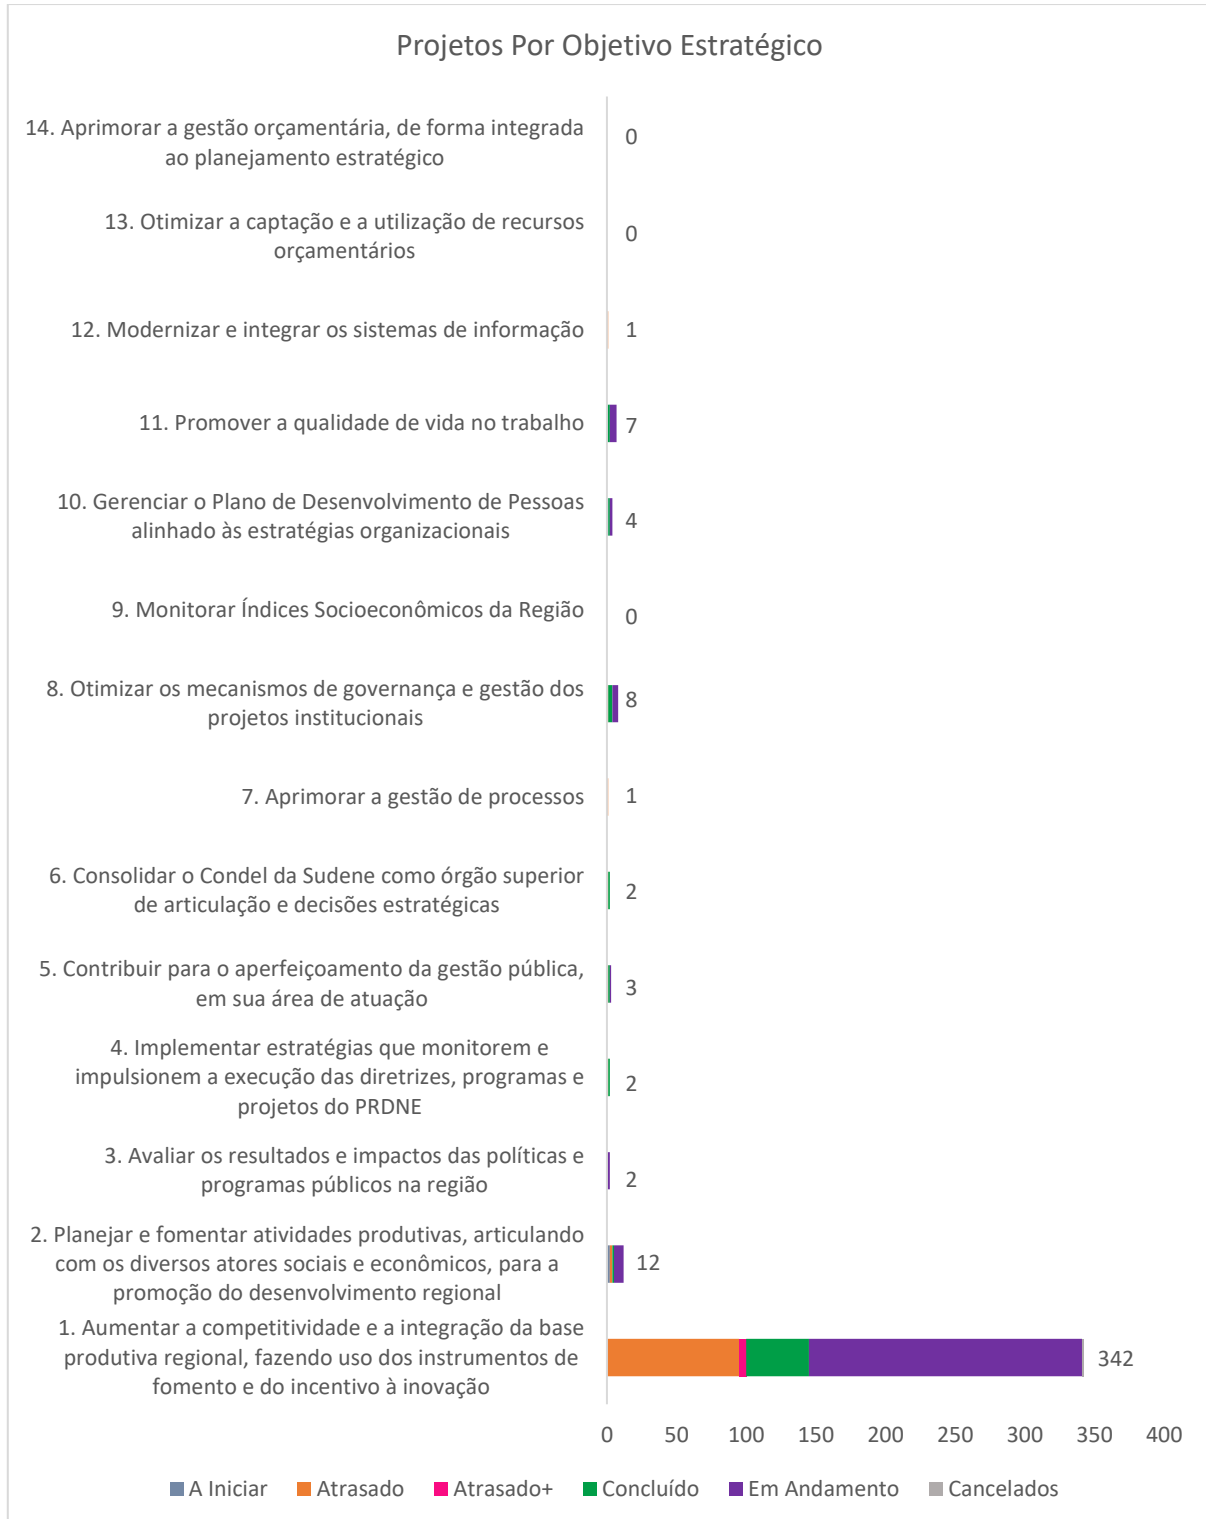 Projetos Por Objetivo Estratégico
14. Aprimorar a gestão orçamentária, de forma integrada
ao planejamento estratégico
0
13. Otimizar a captação e a utilização de recursos
orçamentários
0
12. Modernizar e integrar os sistemas de informação
1
11. Promover a qualidade de vida no trabalho
7
10. Gerenciar o Plano de Desenvolvimento de Pessoas
alinhado às estratégias organizacionais
4
9. Monitorar Índices Socioeconômicos da Região
0
8. Otimizar os mecanismos de governança e gestão dos
projetos institucionais
8
7. Aprimorar a gestão de processos
1
6. Consolidar o Condel da Sudene como órgão superior
de articulação e decisões estratégicas
2
5. Contribuir para o aperfeiçoamento da gestão pública,
em sua área de atuação
3
4. Implementar estratégias que monitorem e
impulsionem a execução das diretrizes, programas e
projetos do PRDNE
2
3. Avaliar os resultados e impactos das políticas e
programas públicos na região
2
2. Planejar e fomentar atividades produtivas, articulando
com os diversos atores sociais e econômicos, para a
promoção do desenvolvimento regional
12
1. Aumentar a competitividade e a integração da base
produtiva regional, fazendo uso dos instrumentos de
fomento e do incentivo à inovação
342
0 50 100 150 200 250 300 350 400
A Iniciar Atrasado Atrasado+ Concluído Em Andamento Cancelados